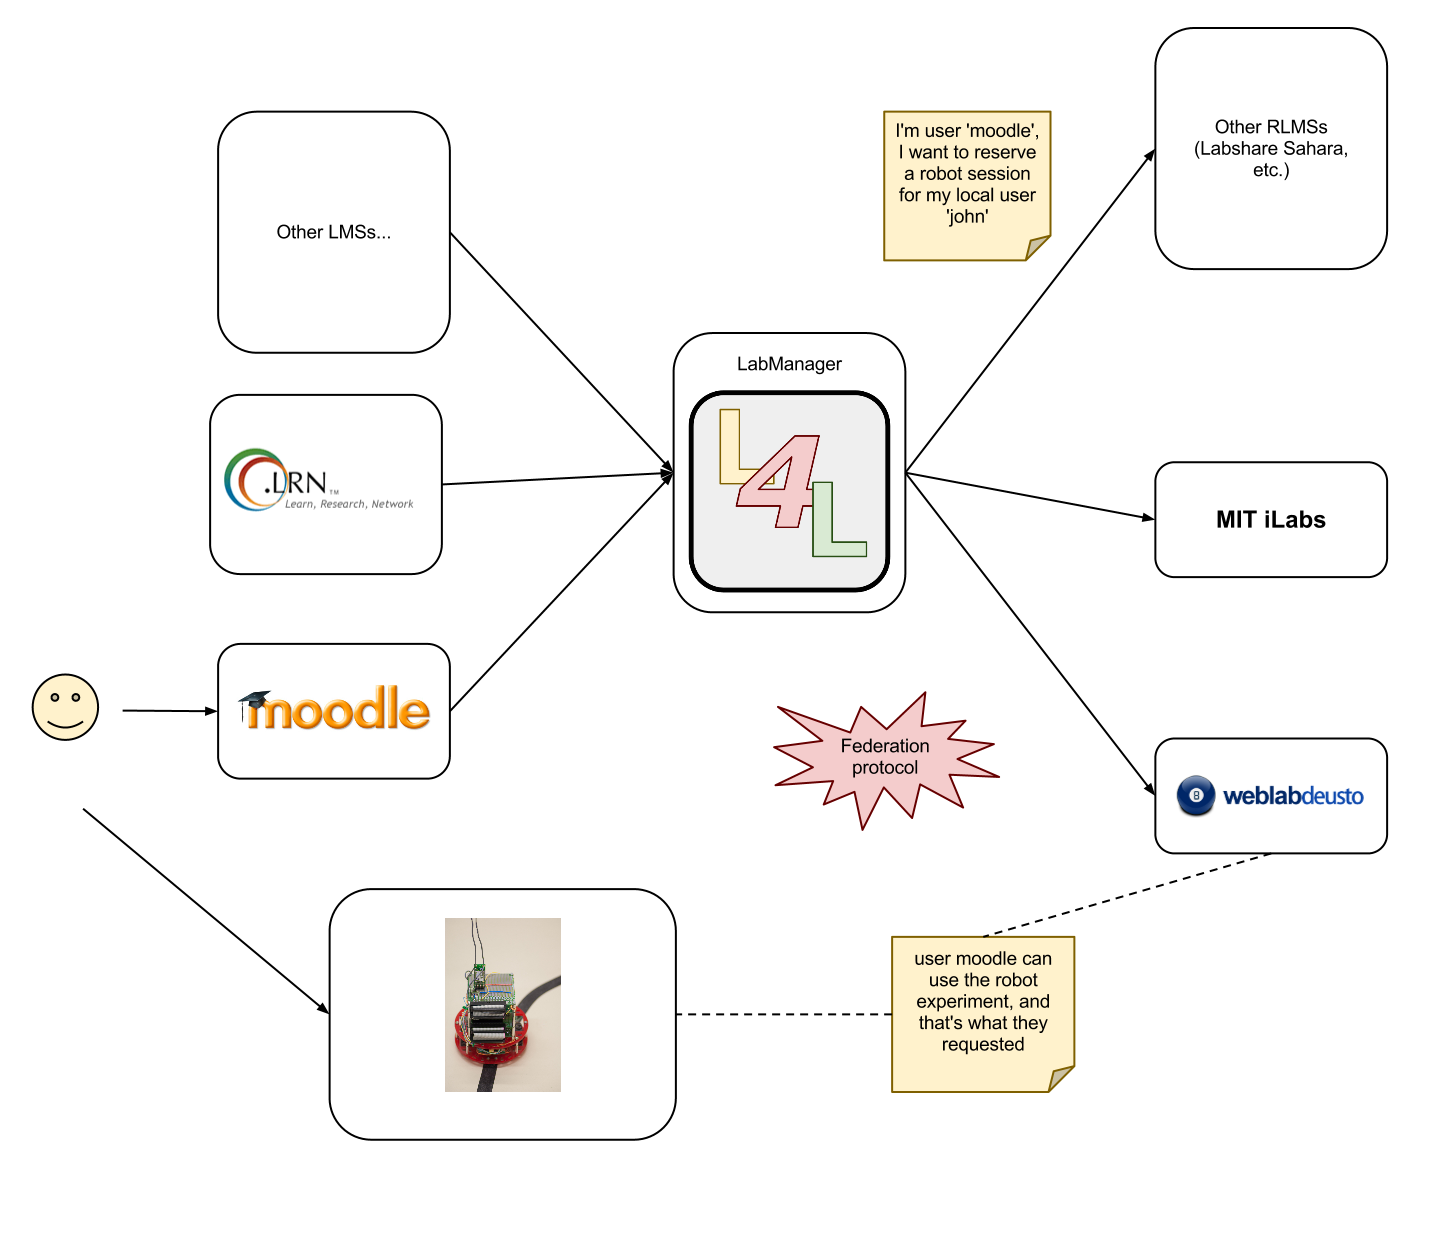 I'm user 'moodle',
I want to reserve
a robot session
for my local user
'john'
Other RLMSs
(Labshare Sahara,
etc.)
Other LMSs...
LabManager
L4L
.LRN™
Learn, Research, Network
MIT iLabs
moodle
Federation
protocol
8
weblabdeusto
user moodle can
use the robot
experiment, and
that's what they
requested